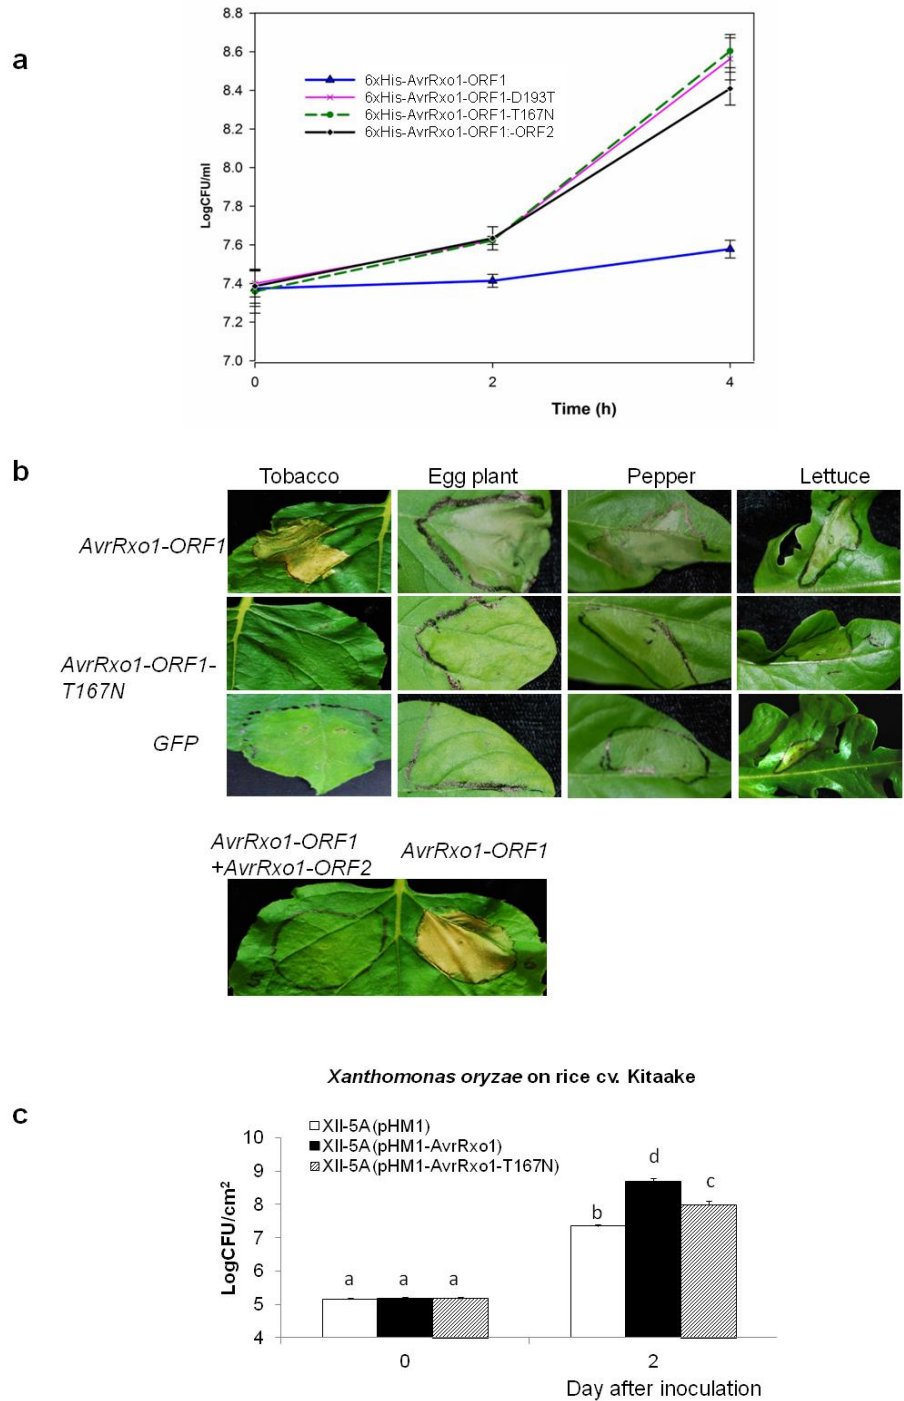 a
8.8
8.6
8.4
8.2
8.0
7.8
7.6
7.4
7.2
7.0
LogCFU/ml
6xHis-AvrRxo1-ORF1
6xHis-AvrRxo1-ORF1-D193T
6xHis-AvrRxo1-ORF1-T167N
6xHis-AvrRxo1-ORF1:-ORF2
0 2 4
Time (h)
b
Tobacco Egg plant Pepper Lettuce
AvrRxo1-ORF1
AvrRxo1-ORF1-
T167N
GFP
AvrRxo1-ORF1
+AvrRxo1-ORF2
AvrRxo1-ORF1
Xanthomonas oryzae on rice cv. Kitaake
c
XII-5A(pHM1)
XII-5A(pHM1-AvrRxo1)
XII-5A(pHM1-AvrRxo1-T167N)
10
9
8
7
6
5
4
LogCFU/cm²
a a a
b d c
0 2
Day after inoculation